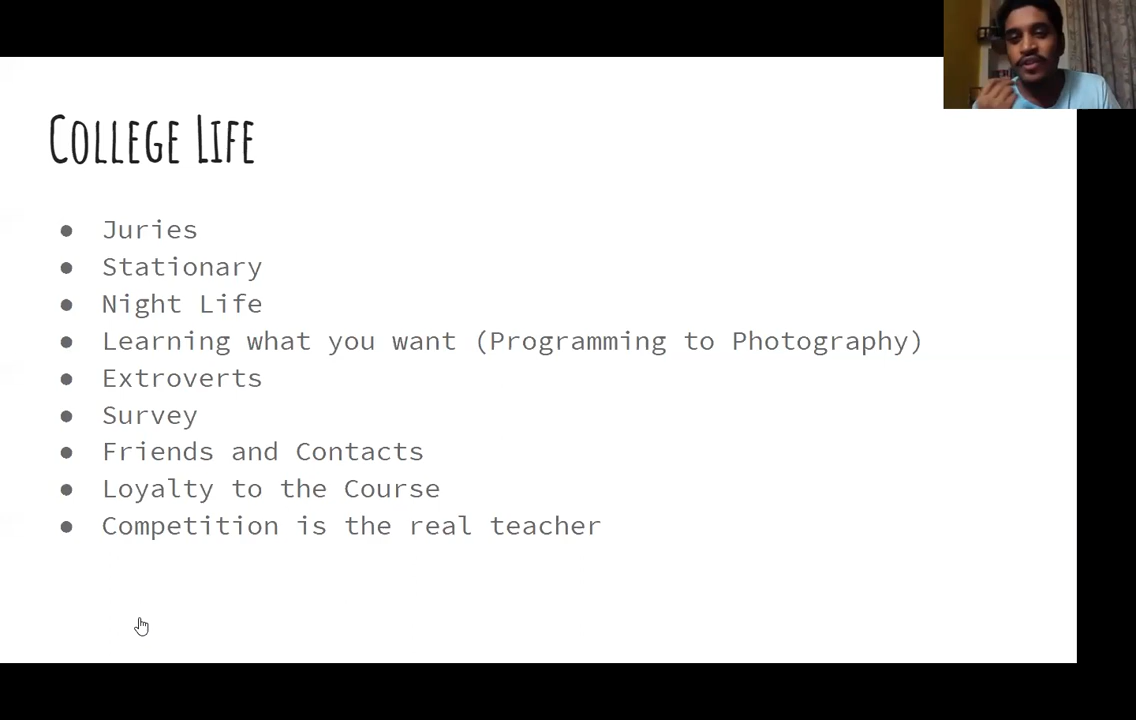 College Life
● Juries
● Stationary
● Night Life
● Learning what you want (Programming to Photography)
● Extroverts
● Survey
● Friends and Contacts
● Loyalty to the Course
● Competition is the real teacher